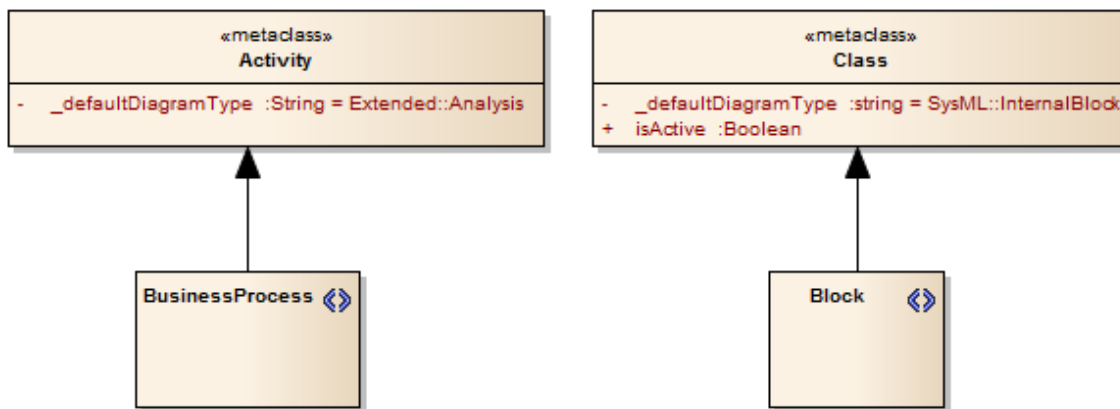 «metaclass»
Activity
- _defaultDiagramType :String = Extended::Analysis
BusinessProcess
«metaclass»
Class
- _defaultDiagramType :string = SysML::InternalBlock
+ isActive :Boolean
Block